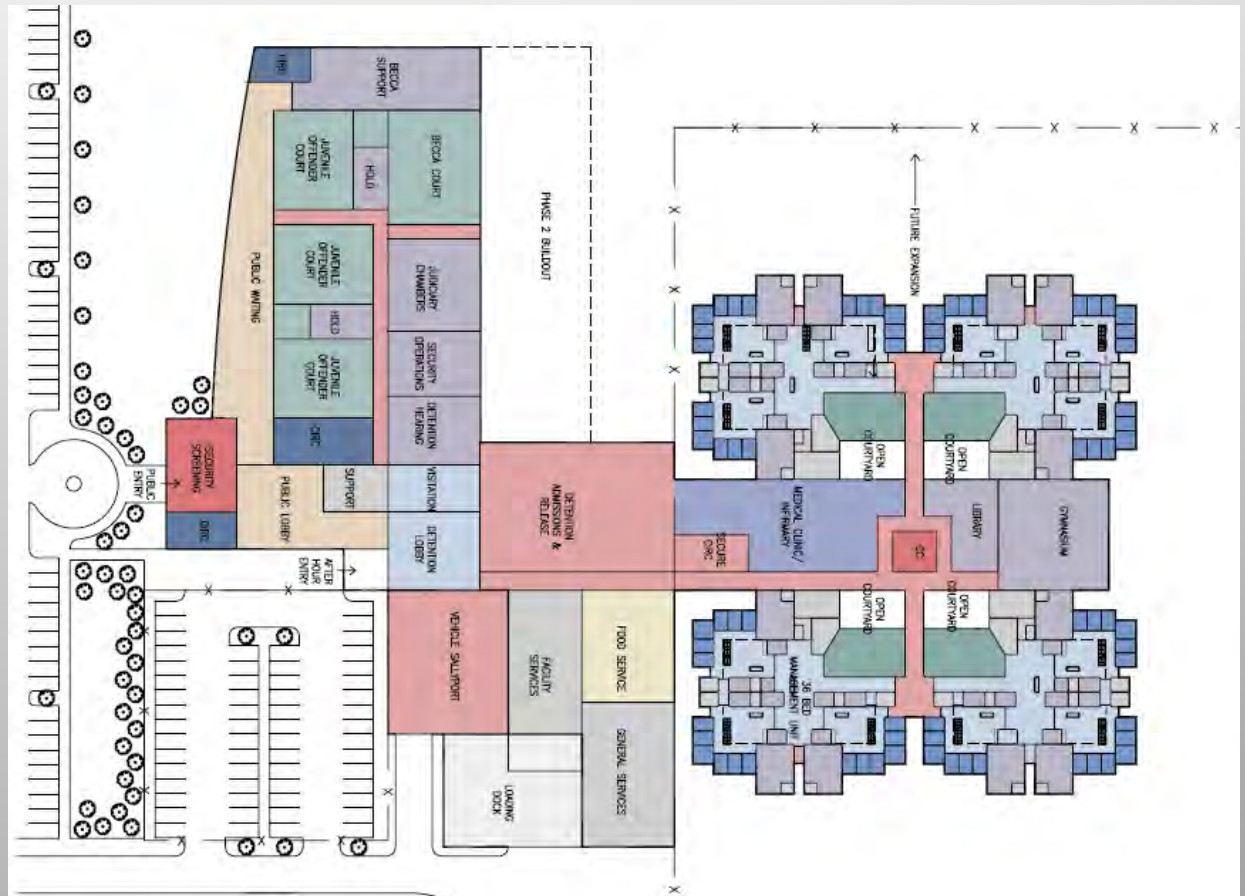 CIRC
BECCA
SUPPORT
JUVENILE
OFFENDER
COURT
HOLD
BECCA COURT
PHASE 2 BUILDOUT
FUTURE EXPANSION
PUBLIC WAITING
JUVENILE
OFFENDER
COURT
HOLD
JUVENILE
OFFENDER
COURT
JUDICIARY
CHAMBERS
SECURITY
OPERATIONS
DETENTION
HEARING
CIRC
SECURITY
SCREENING
PUBLIC
ENTRY
CIRC
PUBLIC LOBBY
SUPPORT
VISITATION
DETENTION
LOBBY
AFTER
HOUR
ENTRY
DETENTION
ADMISSIONS &
RELEASE
SECURE
CIRC
MEDICAL CLINIC/
INFIRMARY
OPEN
COURTYARD
OPEN
COURTYARD
LIBRARY
GYMNASIUM
CC
OPEN
COURTYARD
OPEN
COURTYARD
VEHICLE SALLYPORT
FACILITY
SERVICES
FOOD SERVICE
GENERAL SERVICES
LOADING
DOCK
36 BED
MANAGEMENT UNIT
X X X X X X X
X
X
X
X X
X
X
X
X
X X X
X